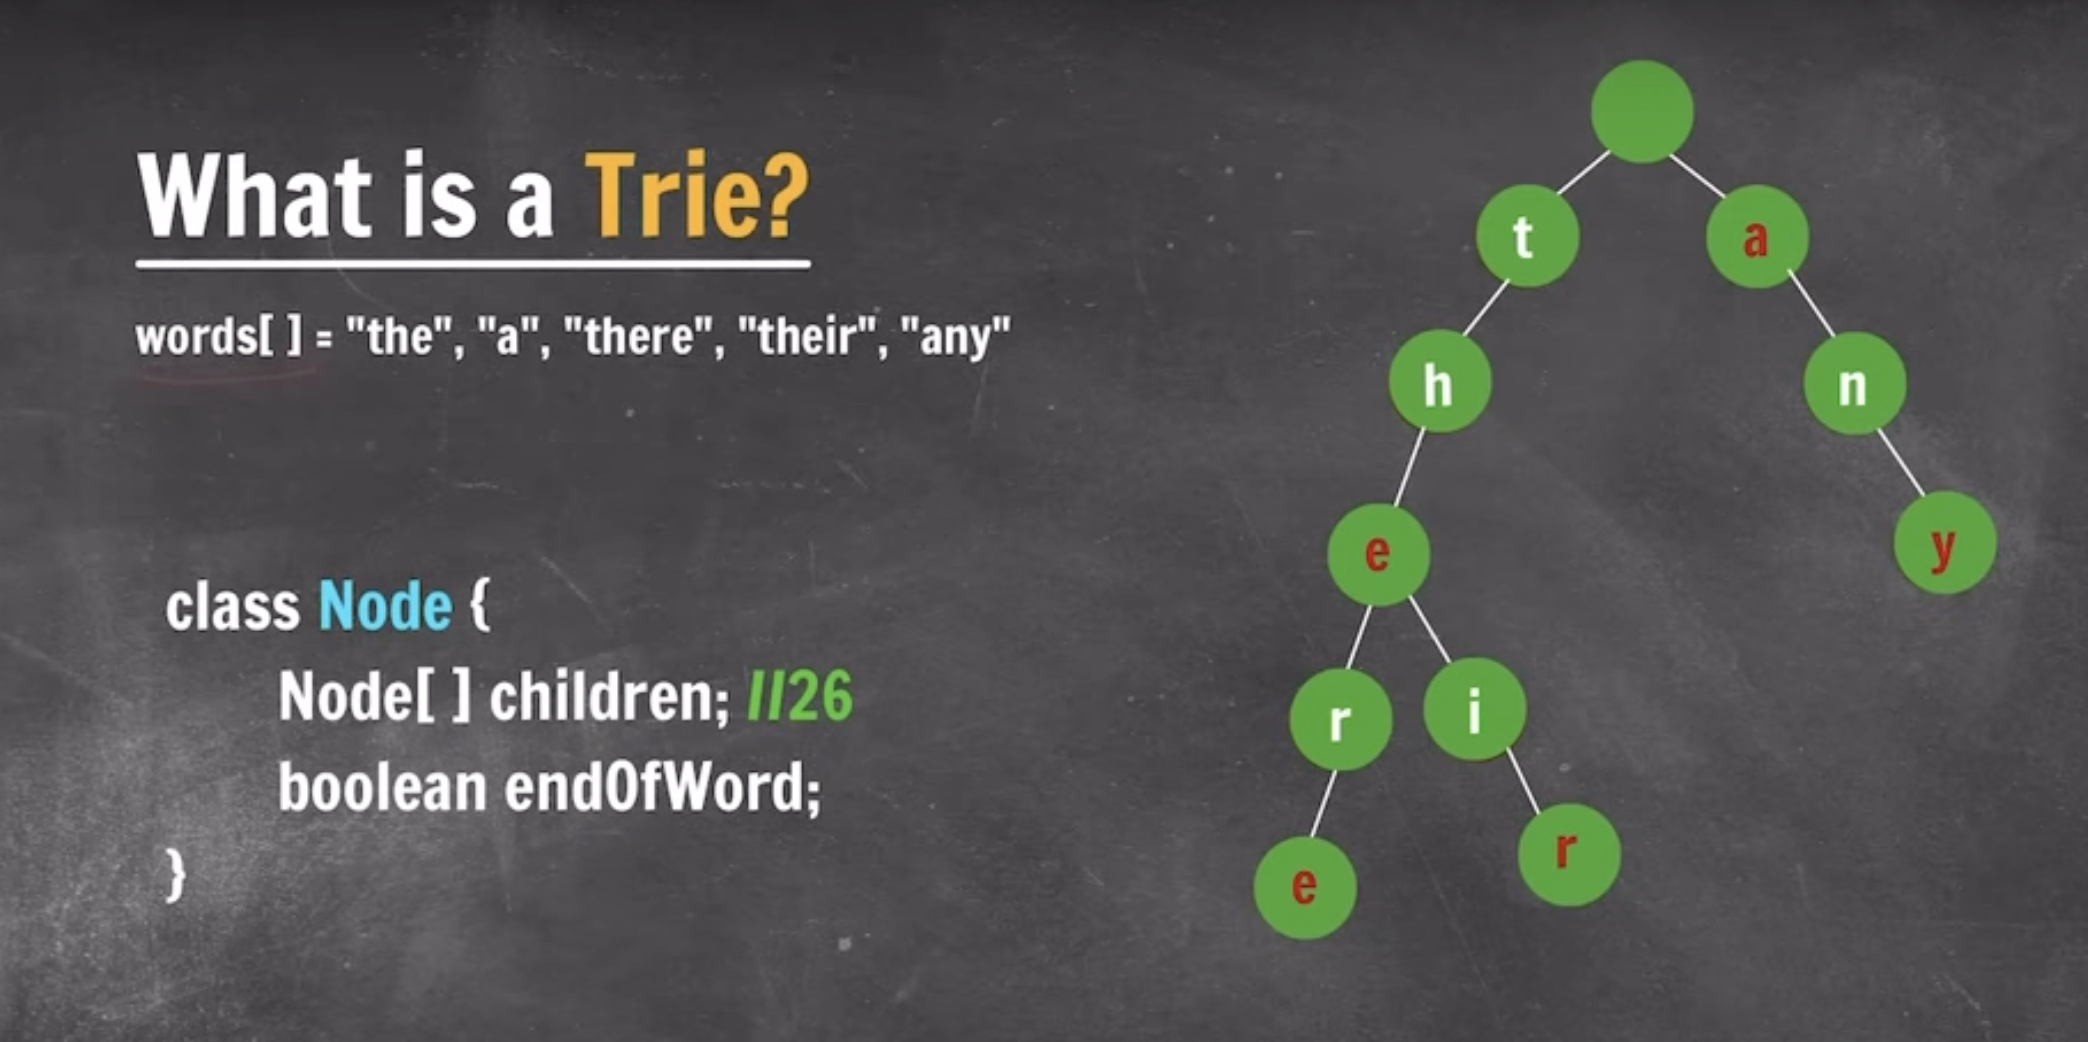 What is a Trie?
words[ ] = "the", "a", "there", "their", "any"
class Node {
Node[ ] children; //26
boolean endOfWord;
}
t
a
h
n
e
y
r
i
e
r